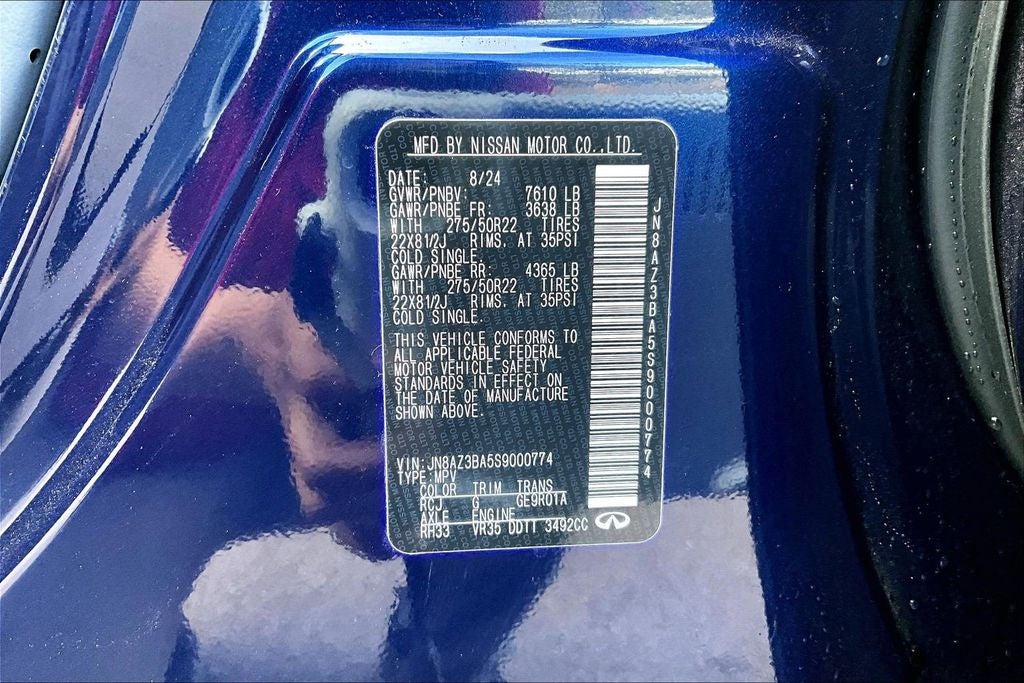 MFD BY NISSAN MOTOR CO.,LTD.
DATE: 8/24
GVWR/PNBV: 7610 LB
GAWR/PNBE FR: 3638 LB
WITH 275/50R22 TIRES
22X81/2J RIMS. AT 35PSI
COLD SINGLE.
GAWR/PNBE RR: 4365 LB
WITH 275/50R22 TIRES
22X81/2J RIMS. AT 35PSI
COLD SINGLE.
THIS VEHICLE CONFORMS TO
ALL APPLICABLE FEDERAL
MOTOR VEHICLE SAFETY
STANDARDS IN EFFECT ON
THE DATE OF MANUFACTURE
SHOWN ABOVE.
VIN:JN8AZ3BA5S9000774
TYPE:MPV
COLOR TRIM TRANS
RCJ G GE9R01A
AXLE ENGINE
RH33 VR35 DDTT 3492CC
JN8AZ3BA5S9000774